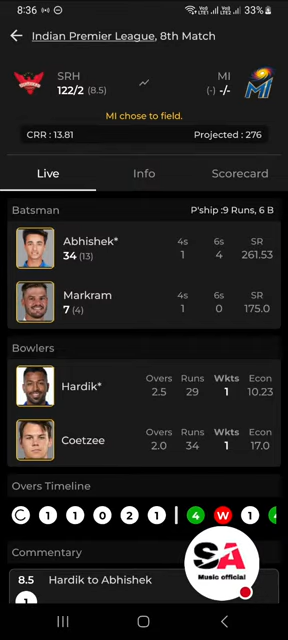 8:36 33%
Indian Premier League, 8th Match
SRH MI
122/2 (8.5) (-) -/-
MI chose to field.
CRR : 13.81 Projected : 276
Live Info Scorecard
Batsman P'ship :9 Runs, 6 B
Abhishek* 4s 6s SR
34 (13) 1 4 261.53
Markram 4s 6s SR
7 (4) 1 0 175.0
Bowlers
Hardik* Overs Runs Wkts Econ
2.5 29 1 10.23
Coetzee Overs Runs Wkts Econ
2.0 34 1 17.0
Overs Timeline
1 1 0 2 1 4 W 1
Commentary
8.5 Hardik to Abhishek
1
SA
Music official